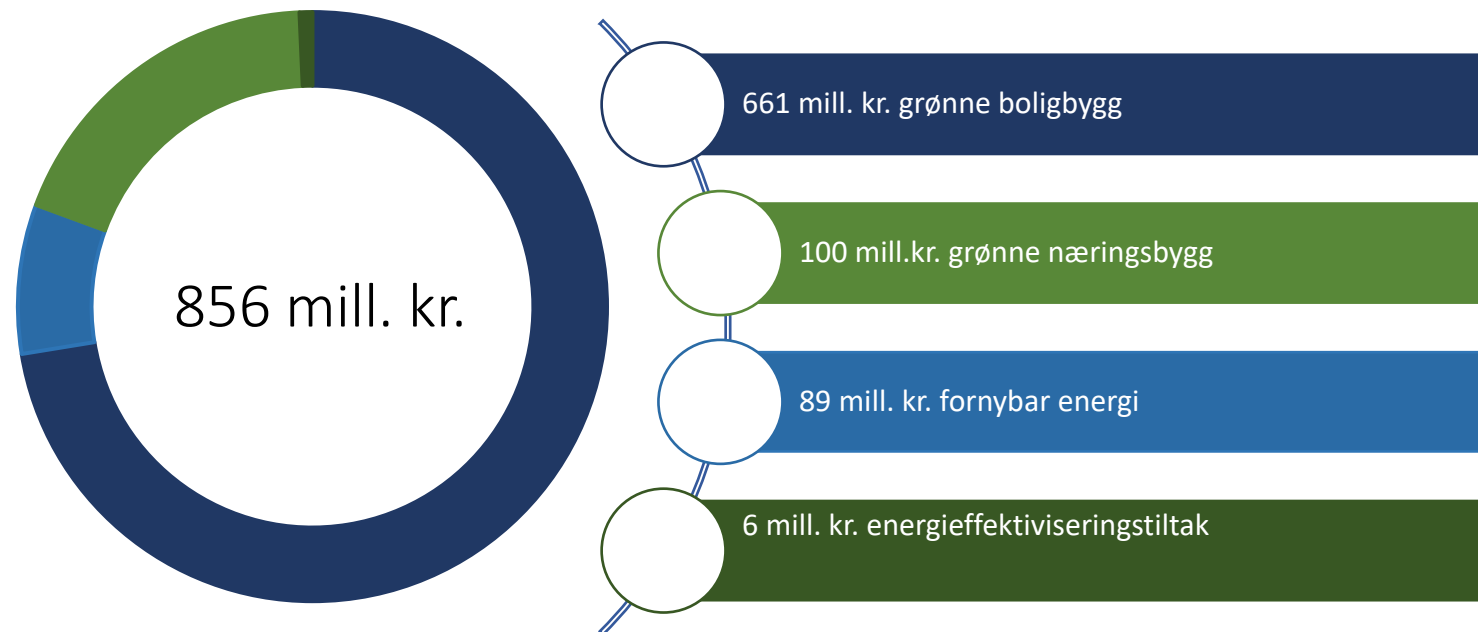 856 mill. kr.
661 mill. kr. grønne boligbygg
100 mill.kr. grønne næringsbygg
89 mill. kr. fornybar energi
6 mill. kr. energieffektiviseringstiltak